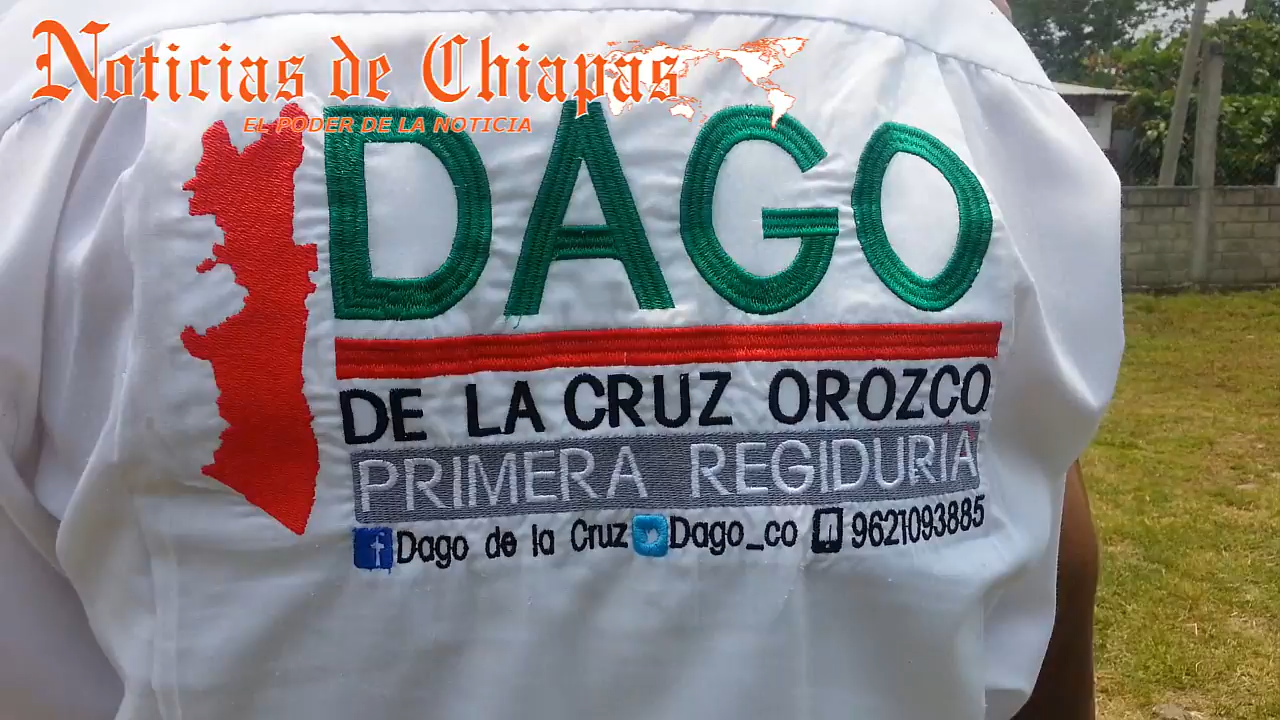 Noticias de Chiapas
EL PODER DE LA NOTICIA
DAGO
DE LA CRUZ OROZCO
PRIMERA REGIDURIA
f Dago de la Cruz Dago_co 9621093885